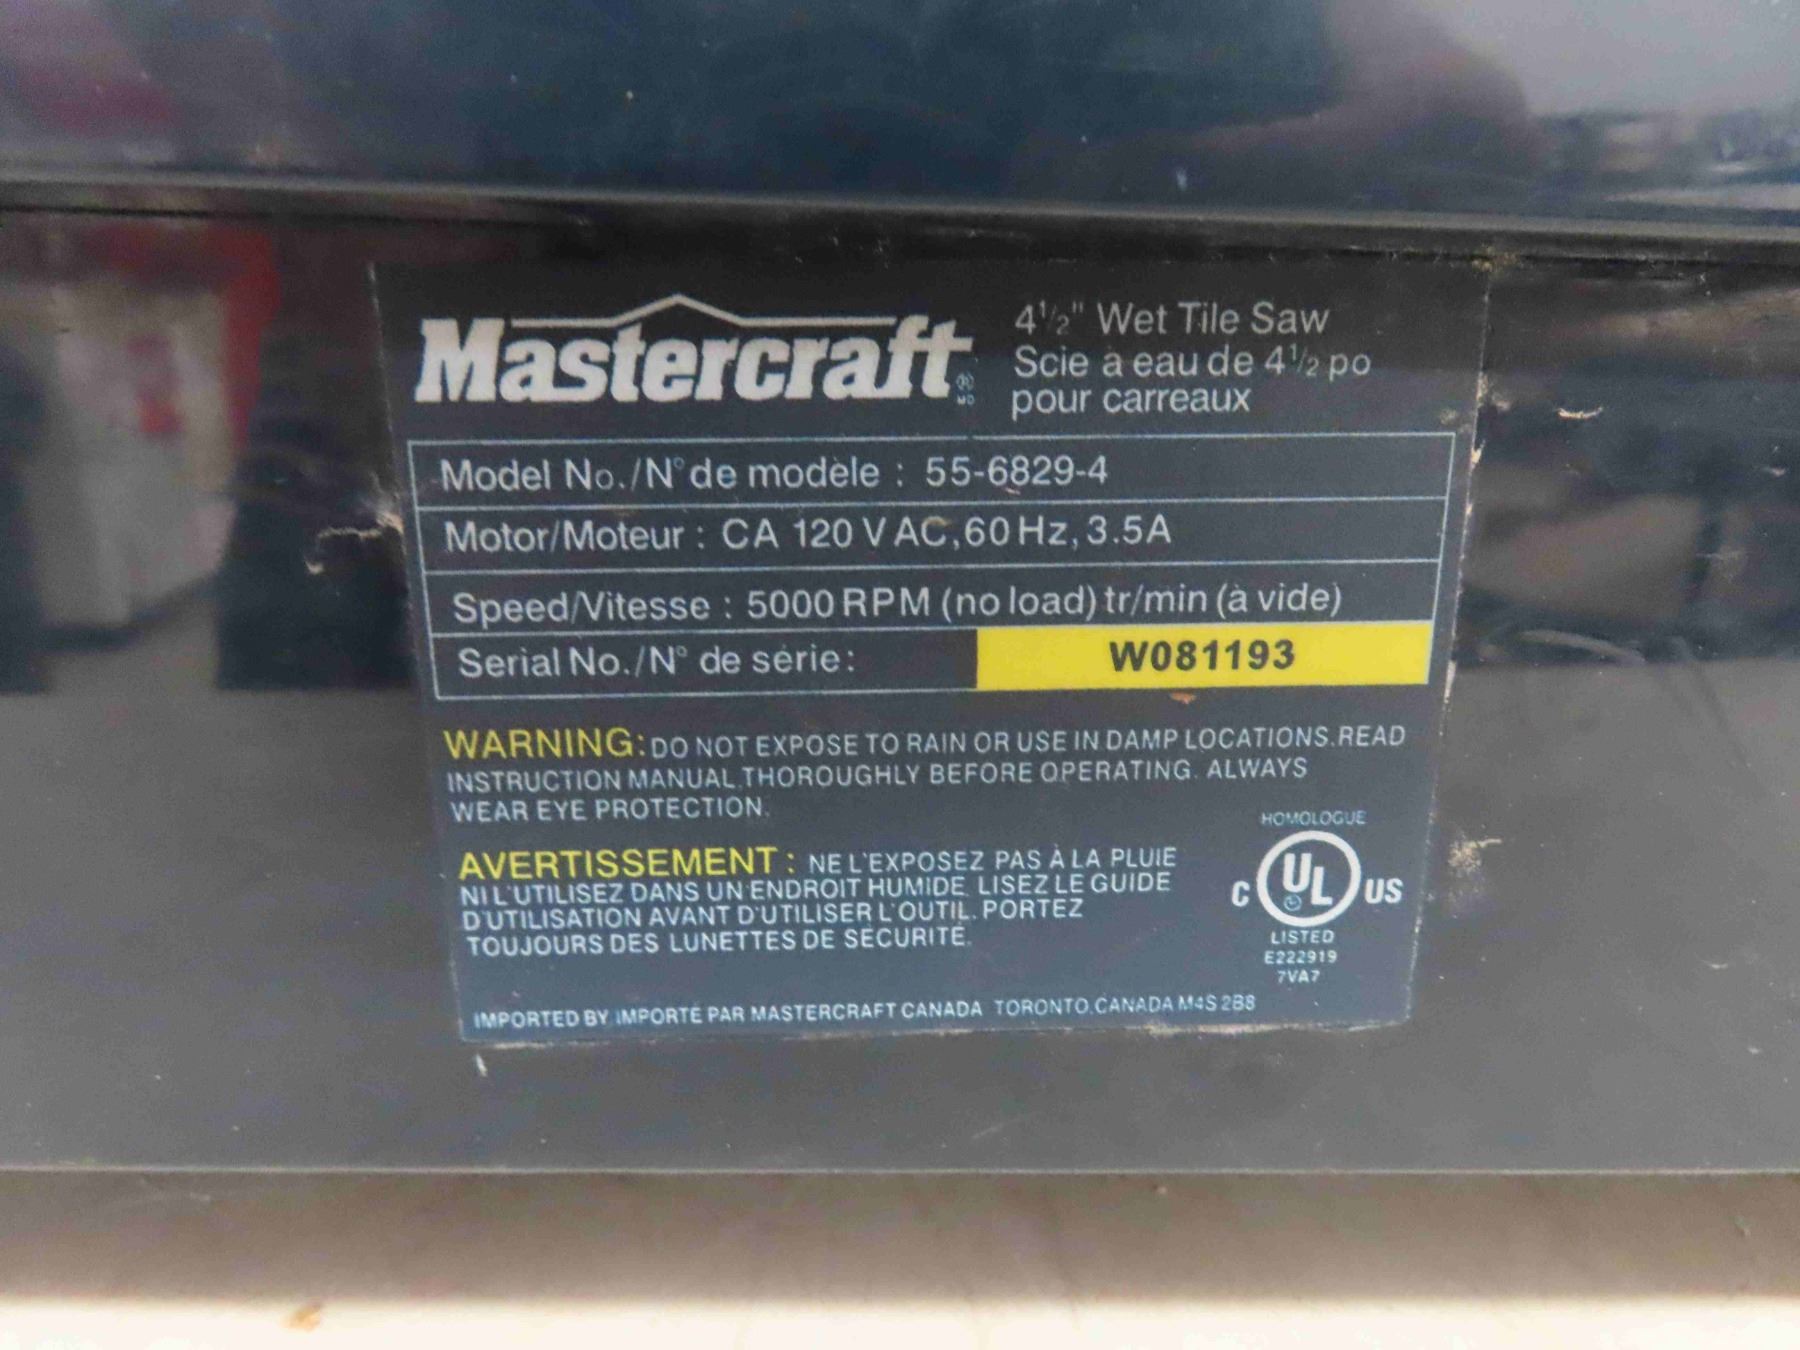 Mastercraft ® MD
4½" Wet Tile Saw
Scie à eau de 4½ po
pour carreaux
Model No./N° de modèle : 55-6829-4
Motor/Moteur : CA 120 V AC, 60 Hz, 3.5A
Speed/Vitesse : 5000 RPM (no load) tr/min (à vide)
Serial No./N° de série: W081193
WARNING: DO NOT EXPOSE TO RAIN OR USE IN DAMP LOCATIONS. READ
INSTRUCTION MANUAL THOROUGHLY BEFORE OPERATING. ALWAYS
WEAR EYE PROTECTION.
AVERTISSEMENT : NE L'EXPOSEZ PAS À LA PLUIE
NI L'UTILISEZ DANS UN ENDROIT HUMIDE. LISEZ LE GUIDE
D'UTILISATION AVANT D'UTILISER L'OUTIL. PORTEZ
TOUJOURS DES LUNETTES DE SÉCURITÉ.
HOMOLOGUÉ
C UL US
LISTED
E222919
7VA7
IMPORTED BY/IMPORTÉ PAR MASTERCRAFT CANADA TORONTO, CANADA M4S 2B8